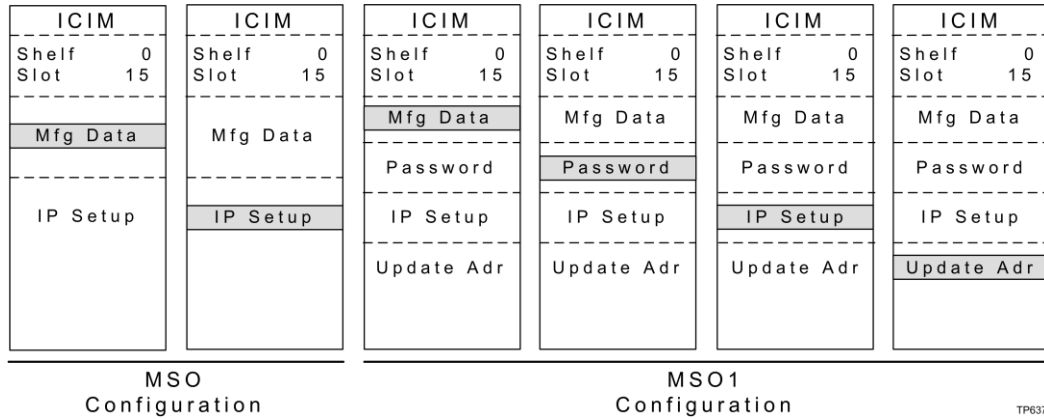 ICIM
Shelf 0
Slot 15
Mfg Data
IP Setup
ICIM
Shelf 0
Slot 15
Mfg Data
IP Setup
ICIM
Shelf 0
Slot 15
Mfg Data
Password
IP Setup
Update Adr
ICIM
Shelf 0
Slot 15
Mfg Data
Password
IP Setup
Update Adr
ICIM
Shelf 0
Slot 15
Mfg Data
Password
IP Setup
Update Adr
ICIM
Shelf 0
Slot 15
Mfg Data
Password
IP Setup
Update Adr
MSO
Configuration
MSO1
Configuration
TP637